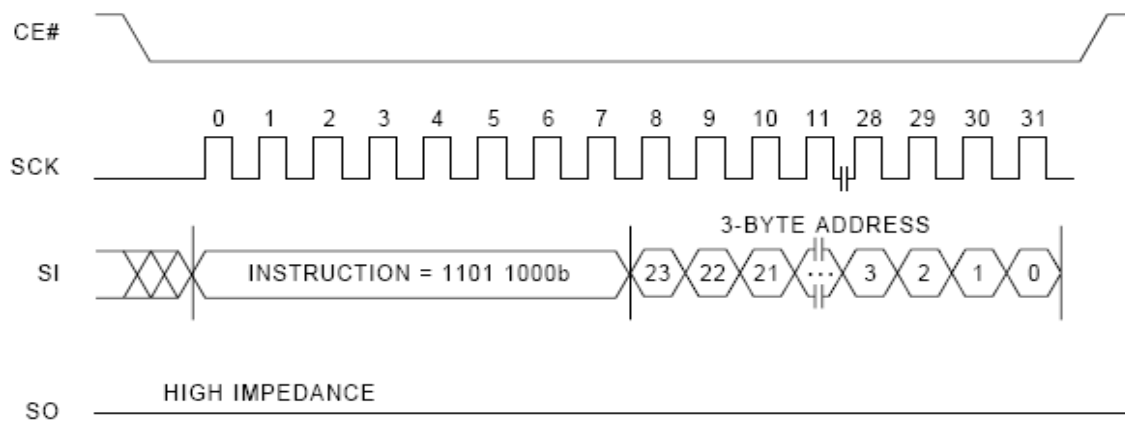 CE#
0 1 2 3 4 5 6 7 8 9 10 11 28 29 30 31
SCK
3-BYTE ADDRESS
SI INSTRUCTION = 1101 1000b 23 22 21 ··· 3 2 1 0
HIGH IMPEDANCE
SO